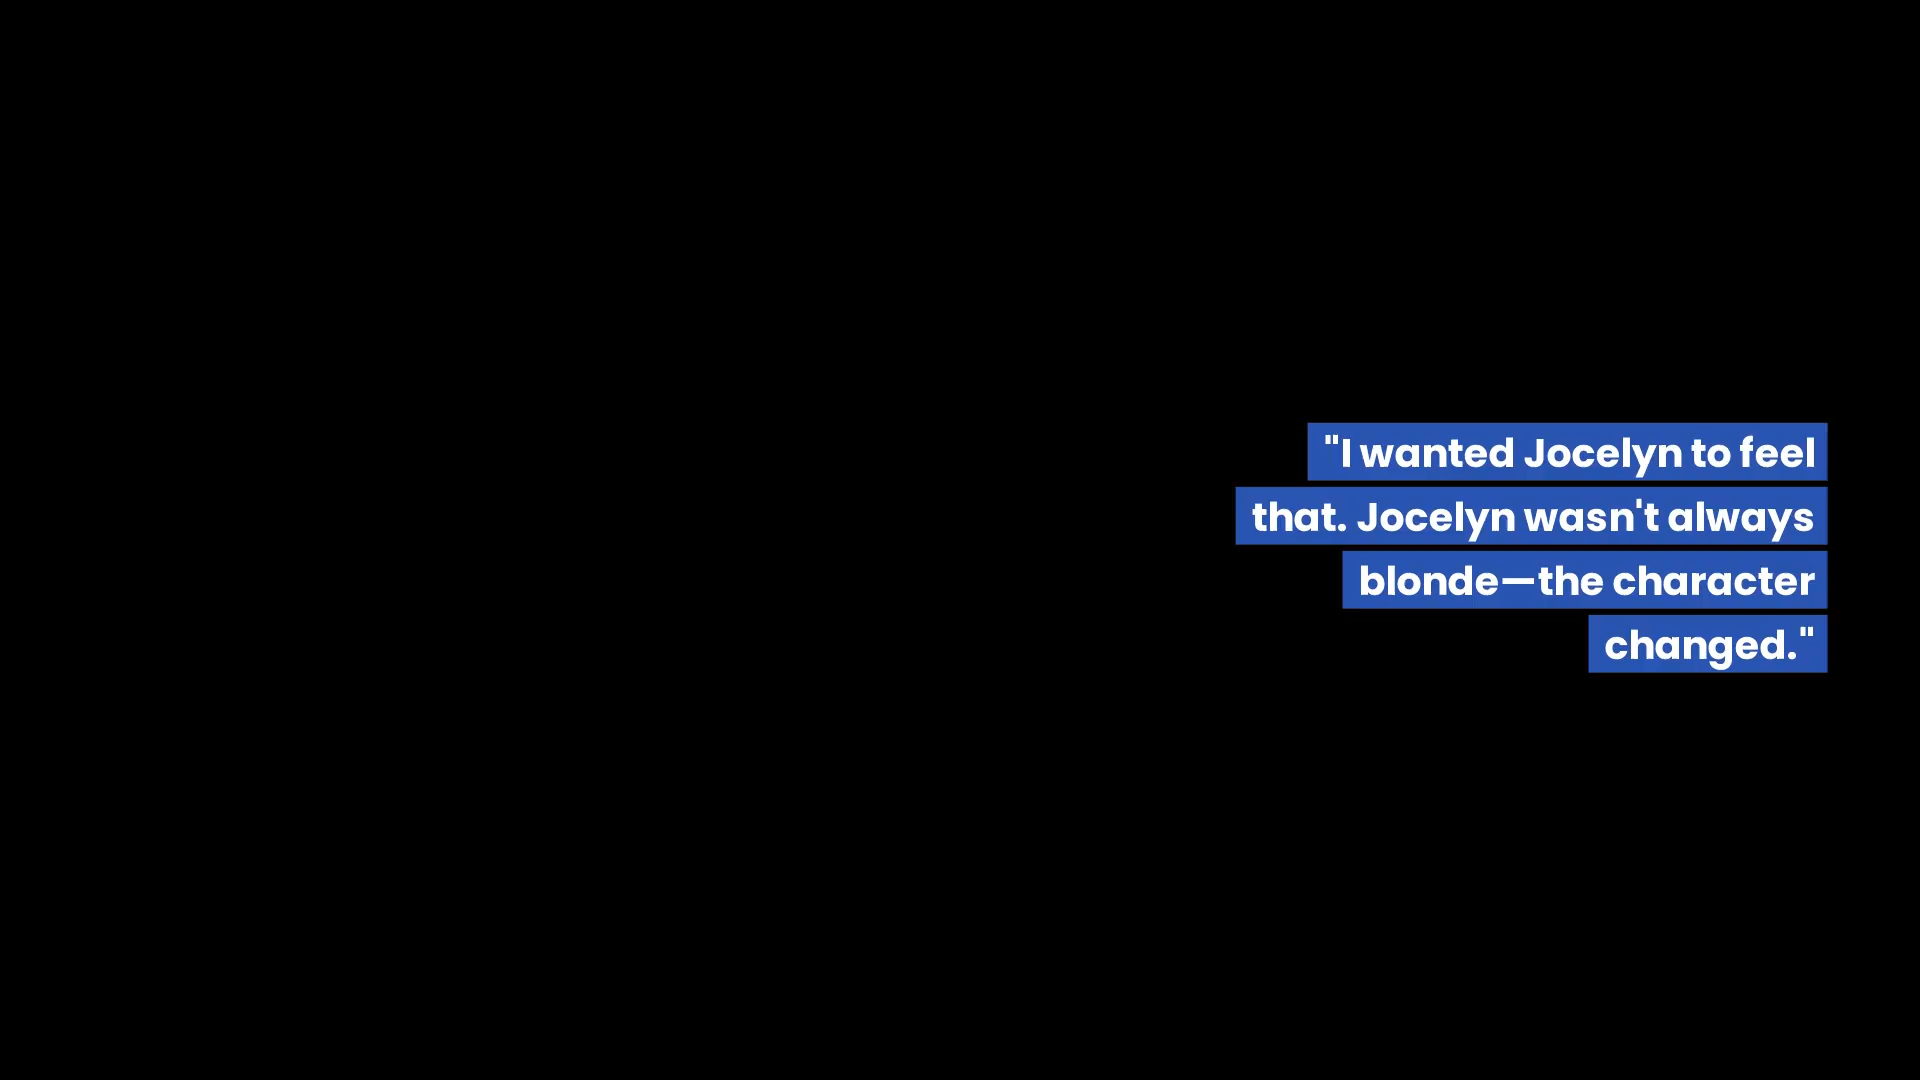 "I wanted Jocelyn to feel
that. Jocelyn wasn't always
blonde—the character
changed."